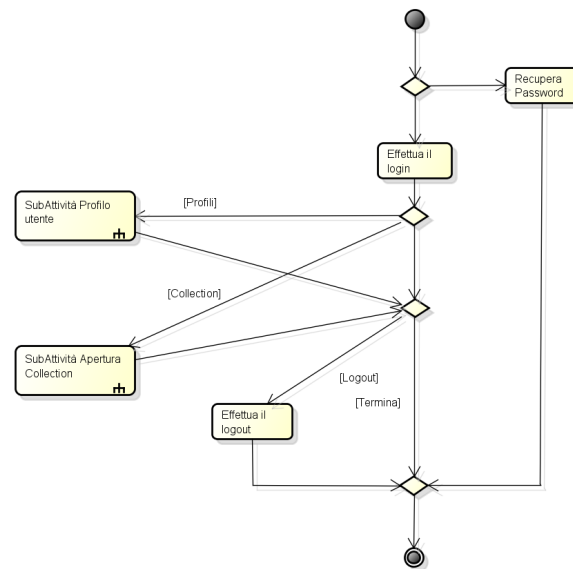 Recupera
Password
Effettua il
login
[Profili]
SubAttività Profilo
utente
[Collection]
SubAttività Apertura
Collection
[Logout]
[Termina]
Effettua il
logout